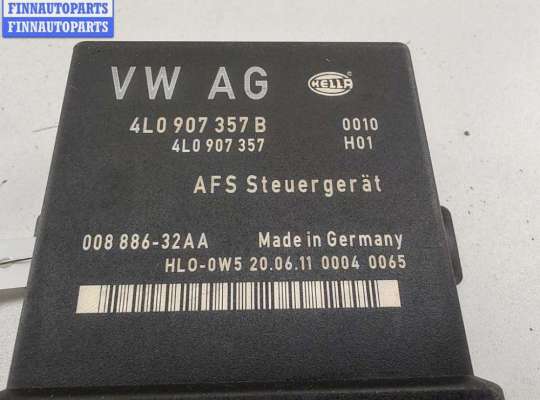 FINNAUTOPARTS
FINNAUTOPARTS
VW AG
HELLA
4L0 907 357 B 0010
4L0 907 357 H01
AFS Steuergerät
008 886-32AA Made in Germany
HLO-0W5 20.06.11 0004 0065